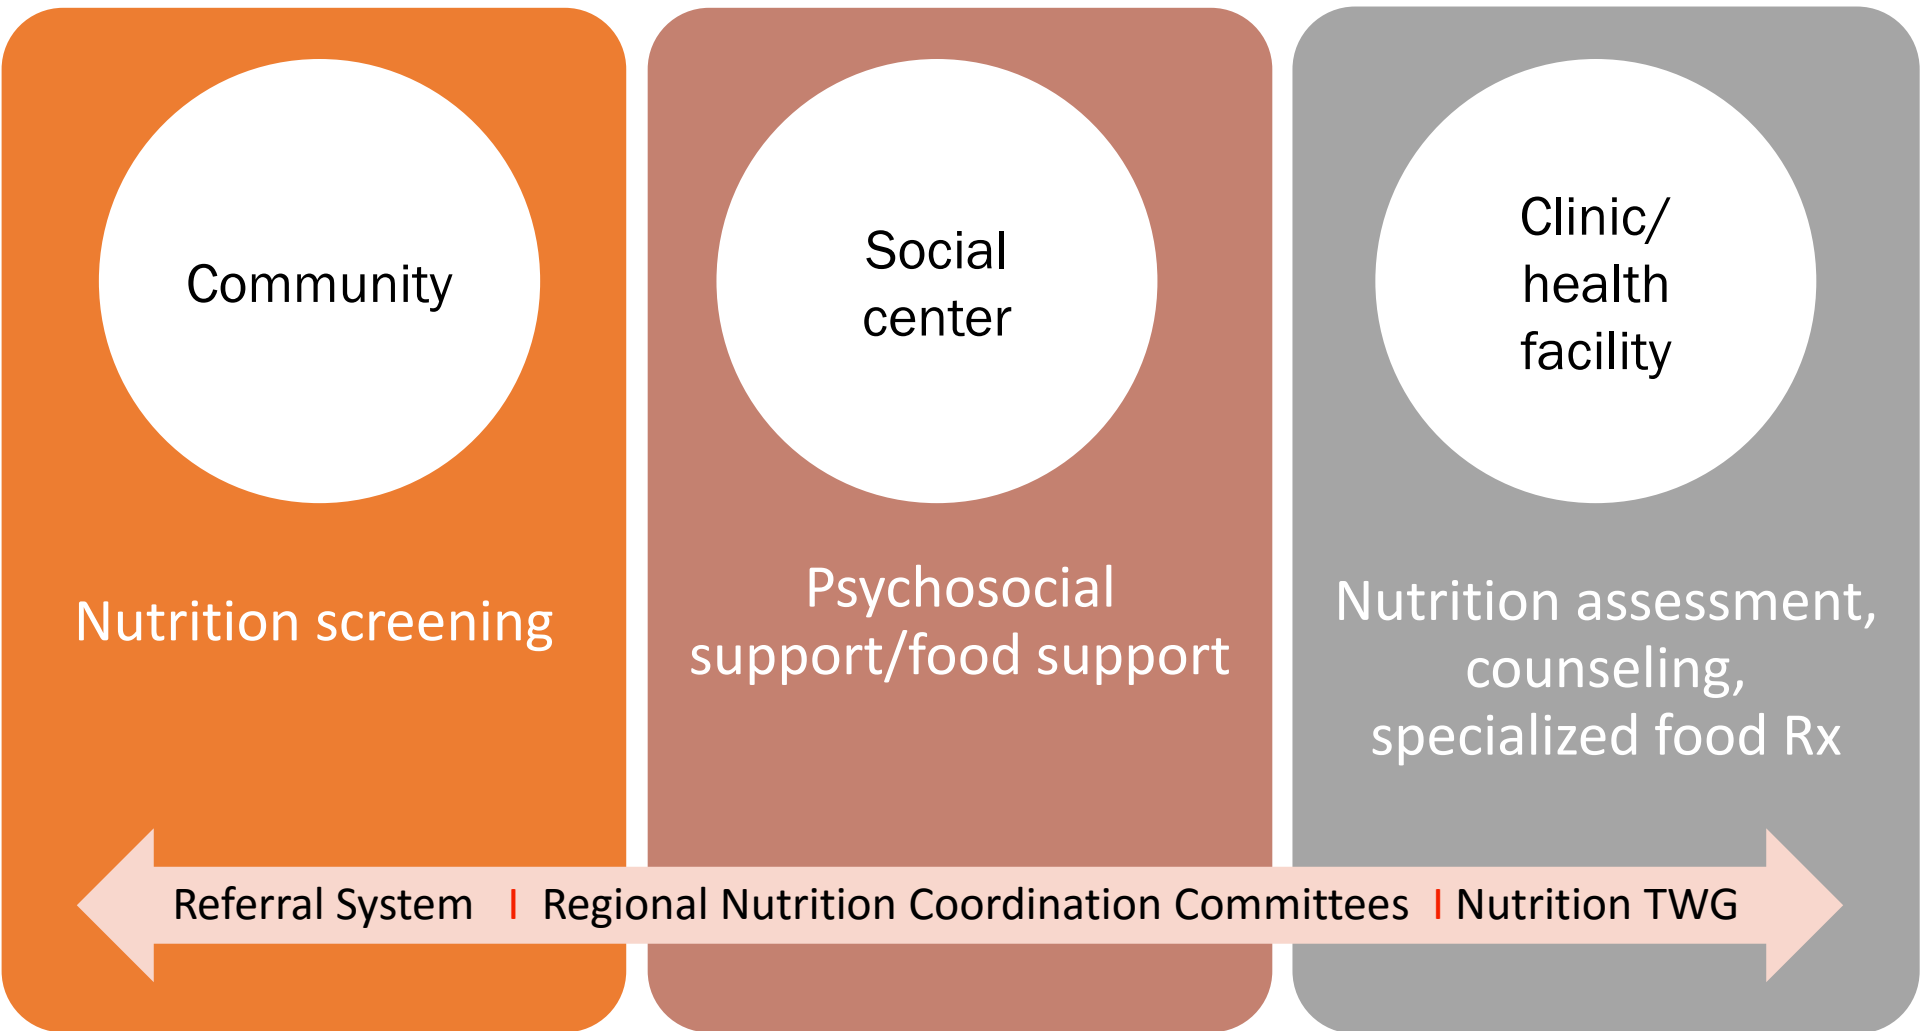 Community
Social
center
Clinic/
health
facility
Nutrition screening
Psychosocial
support/food support
Nutrition assessment,
counseling,
specialized food Rx
Referral System I Regional Nutrition Coordination Committees I Nutrition TWG